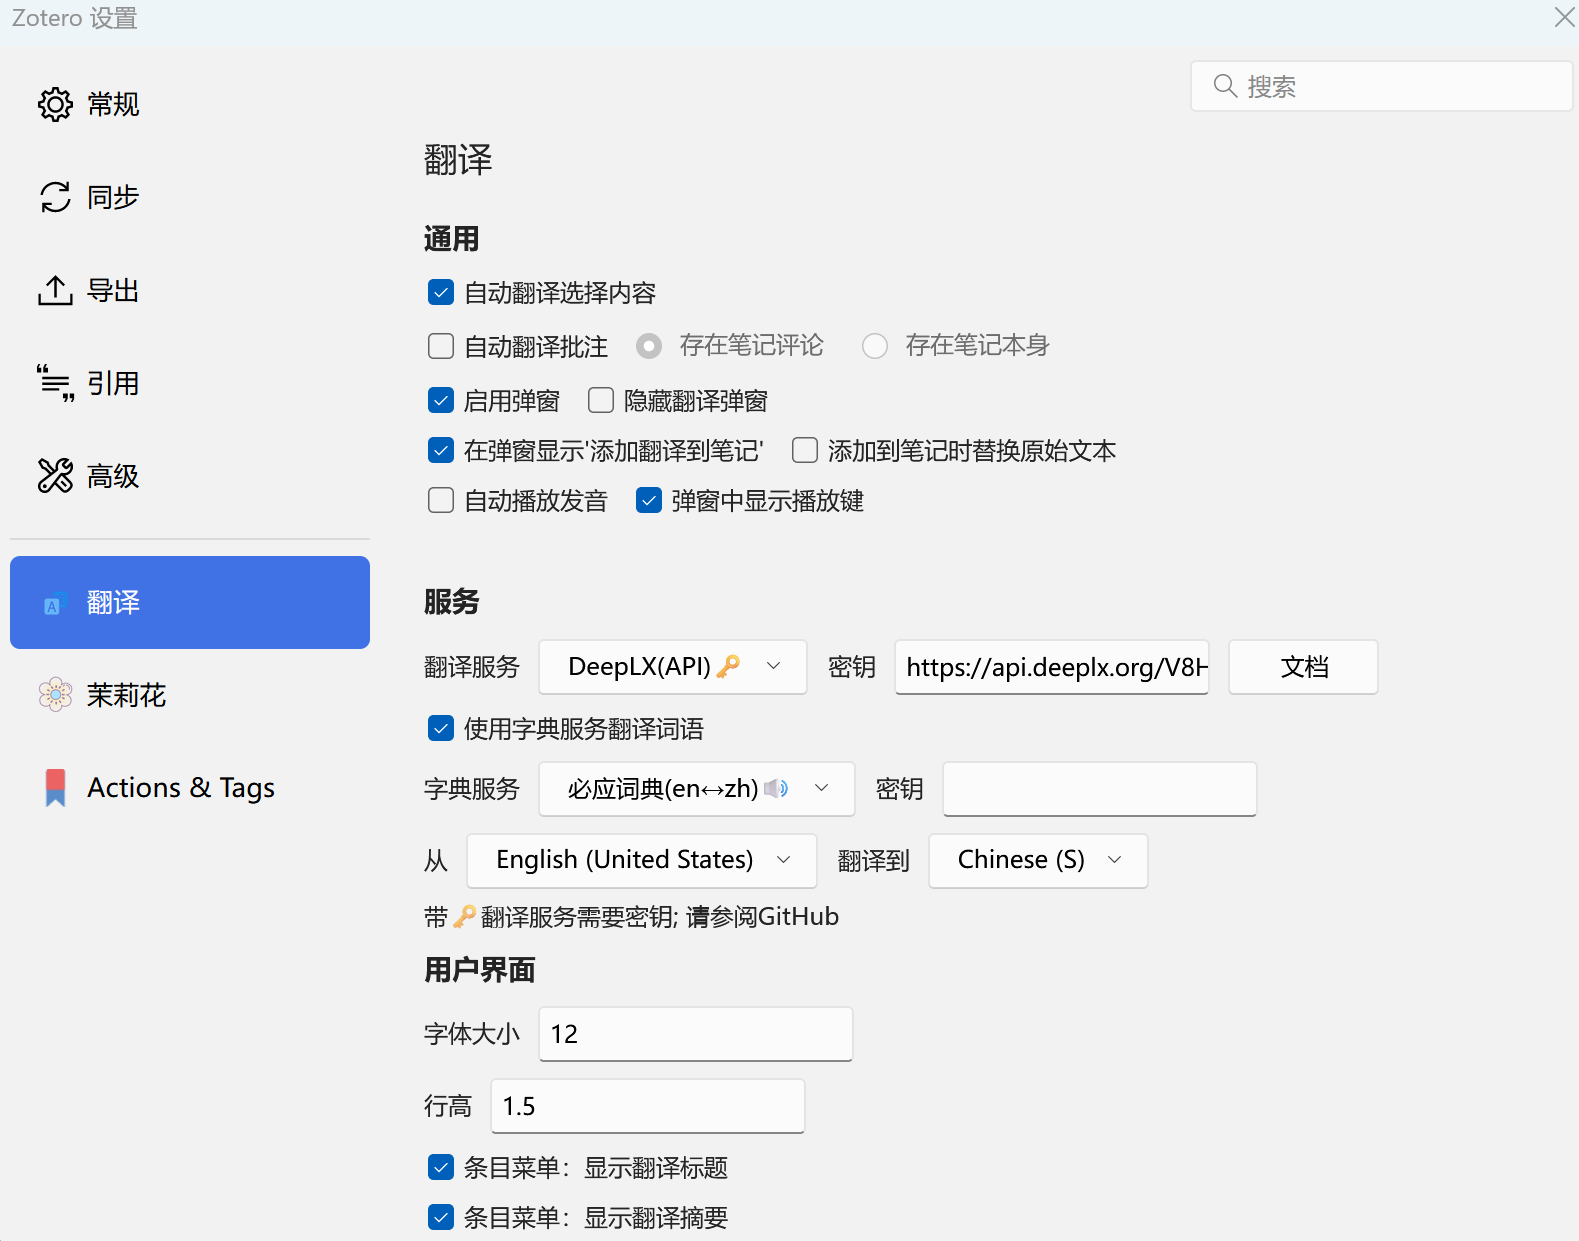 Zotero 设置
搜索
常规
同步
导出
引用
高级
翻译
茉莉花
Actions & Tags
翻译
通用
自动翻译选择内容
自动翻译批注 存在笔记评论 存在笔记本身
启用弹窗 隐藏翻译弹窗
在弹窗显示'添加翻译到笔记' 添加到笔记时替换原始文本
自动播放发音 弹窗中显示播放键
服务
翻译服务 DeepLX(API)🔑 密钥 https://api.deeplx.org/V8H 文档
使用字典服务翻译词语
字典服务 必应词典(en↔zh)🔊 密钥
从 English (United States) 翻译到 Chinese (S)
带🔑翻译服务需要密钥; 请参阅GitHub
用户界面
字体大小 12
行高 1.5
条目菜单：显示翻译标题
条目菜单：显示翻译摘要